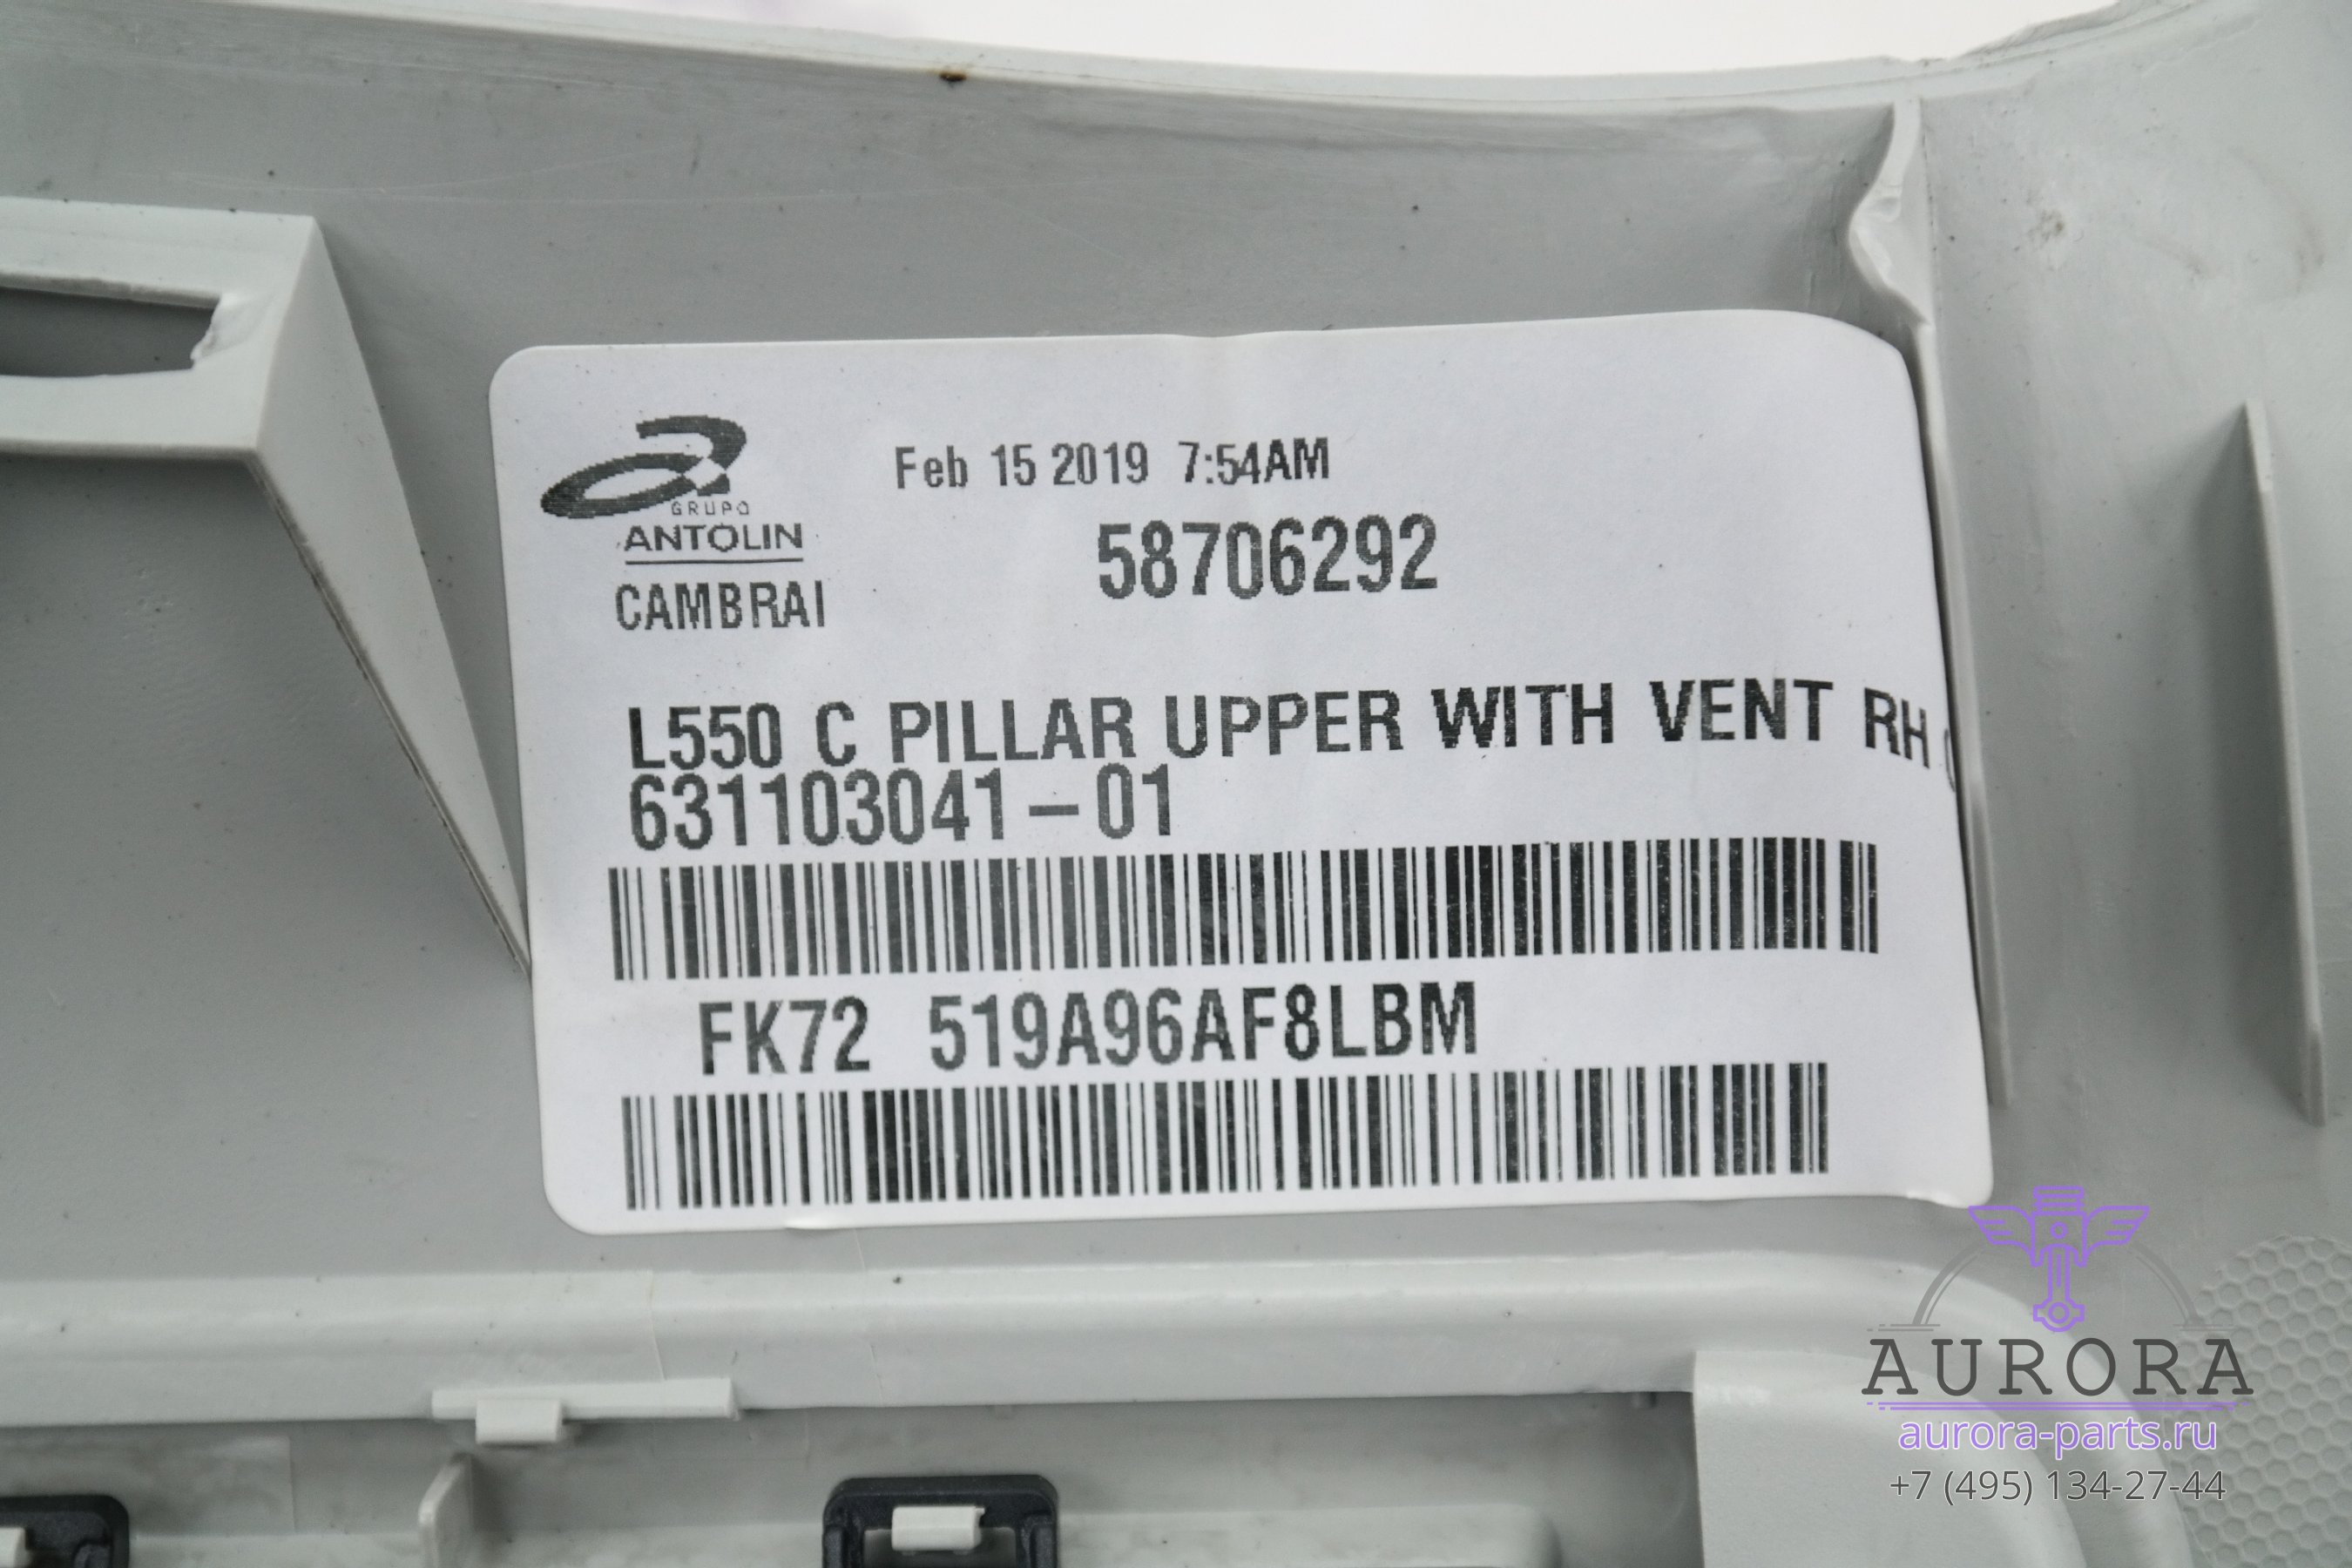 Feb 15 2019 7:54AM
GRUPO
ANTOLIN
CAMBRAI
58706292
L550 C PILLAR UPPER WITH VENT RH
631103041-01
FK72 519A96AF8LBM
AURORA
aurora-parts.ru
+7 (495) 134-27-44